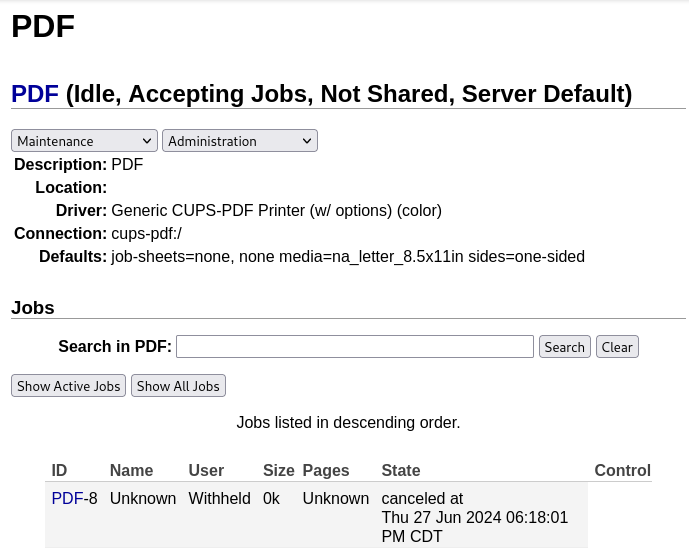 PDF
PDF (Idle, Accepting Jobs, Not Shared, Server Default)
Maintenance Administration
Description: PDF
Location:
Driver: Generic CUPS-PDF Printer (w/ options) (color)
Connection: cups-pdf:/
Defaults: job-sheets=none, none media=na_letter_8.5x11in sides=one-sided
Jobs
Search in PDF: Search Clear
Show Active Jobs Show All Jobs
Jobs listed in descending order.
ID Name User Size Pages State Control
PDF-8 Unknown Withheld 0k Unknown canceled at
Thu 27 Jun 2024 06:18:01
PM CDT